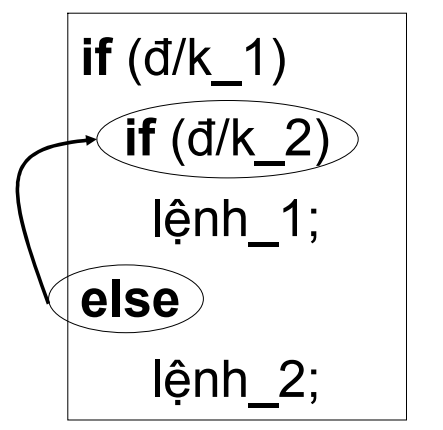 if (đ/k_1)
if (đ/k_2)
lệnh_1;
else
lệnh_2;